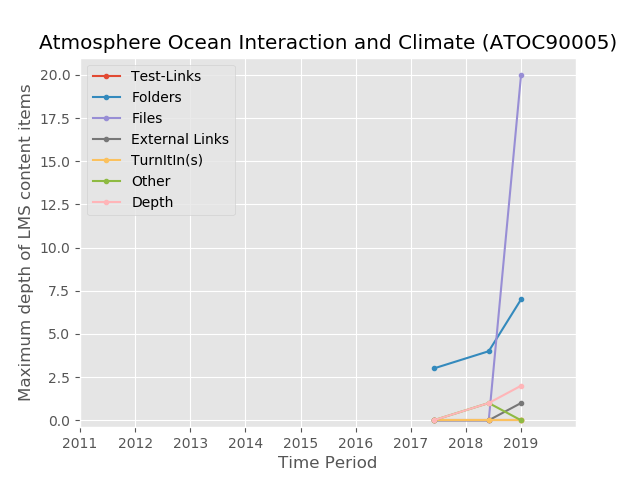 Atmosphere Ocean Interaction and Climate (ATOC90005)
Maximum depth of LMS content items
20.0
17.5
15.0
12.5
10.0
7.5
5.0
2.5
0.0
Test-Links
Folders
Files
External Links
TurnItIn(s)
Other
Depth
2011 2012 2013 2014 2015 2016 2017 2018 2019
Time Period